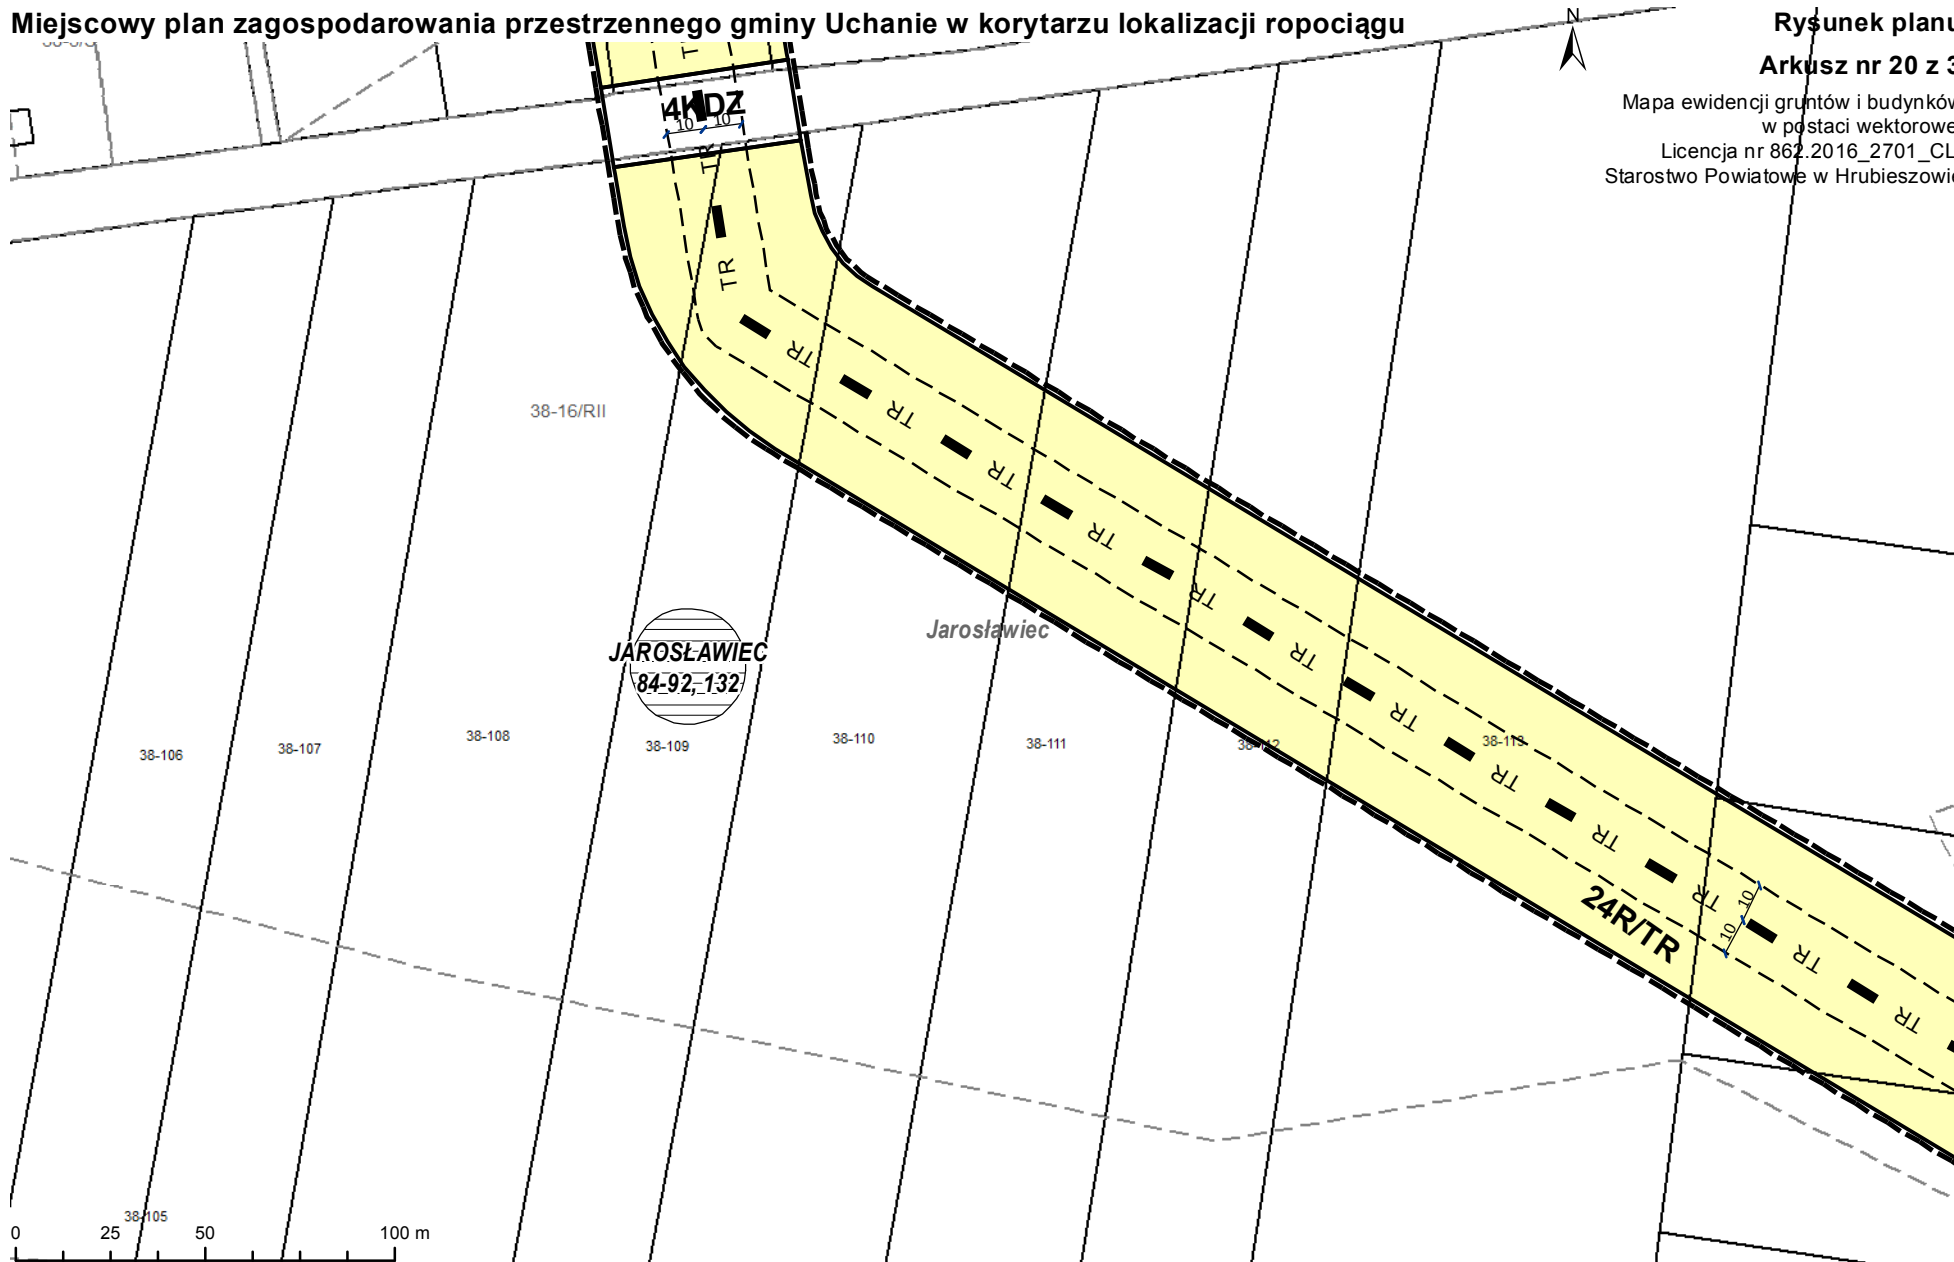 Miejscowy plan zagospodarowania przestrzennego gminy Uchanie w korytarzu lokalizacji ropociągu
Rysunek planu
Arkusz nr 20 z 3
Mapa ewidencji gruntów i budynków
w postaci wektorowe
Licencja nr 862.2016_2701_CL
Starostwo Powiatowe w Hrubieszowie
N
4KDZ
10 10
TR
TR
TR
TR
TR
TR
TR
TR
TR
TR
TR
TR
TR
TR
38-16/RII
Jarosławiec
JAROSŁAWIEC
84-92, 132
38-106
38-107
38-108
38-109
38-110
38-111
38-112
38-113
24R/TR
10
10
38-105
0 25 50 100 m